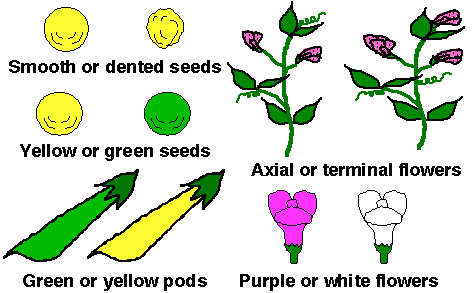 Smooth or dented seeds
Yellow or green seeds
Axial or terminal flowers
Green or yellow pods
Purple or white flowers